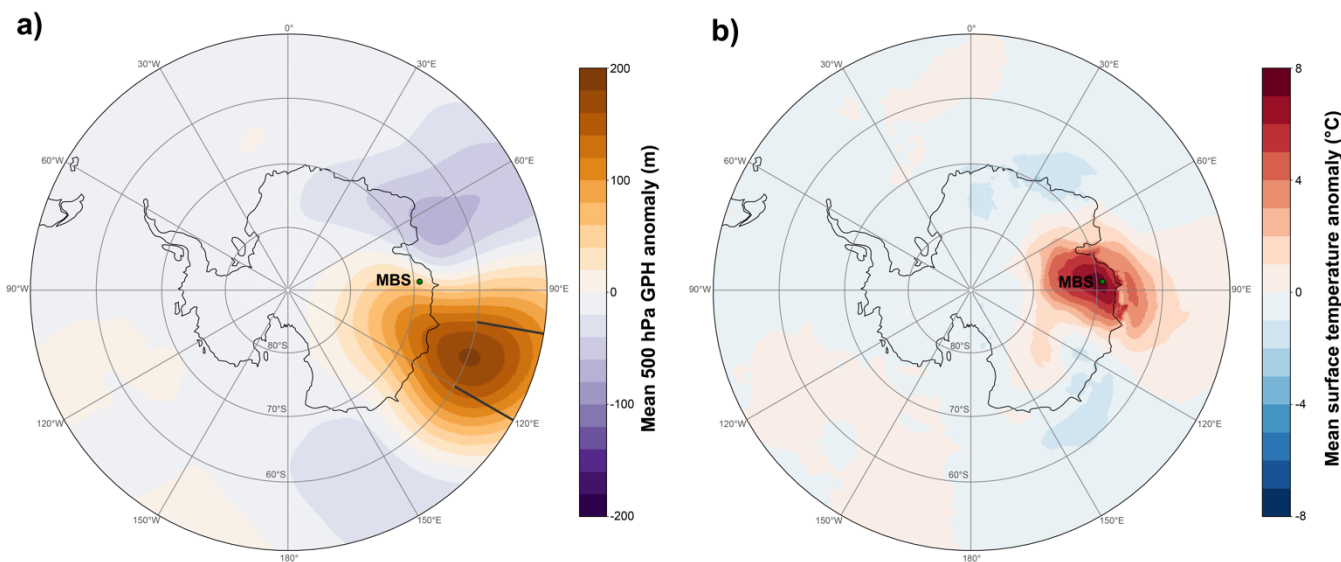 a)
0°
30°W
30°E
60°W
60°E
MBS
90°W
90°E
80°S
70°S
60°S
120°W
120°E
150°W
150°E
180°
200
100
0
-100
-200
Mean 500 hPa GPH anomaly (m)
b)
0°
30°W
30°E
60°W
60°E
MBS
90°W
90°E
80°S
70°S
60°S
120°W
120°E
150°W
150°E
180°
8
4
0
-4
-8
Mean surface temperature anomaly (°C)